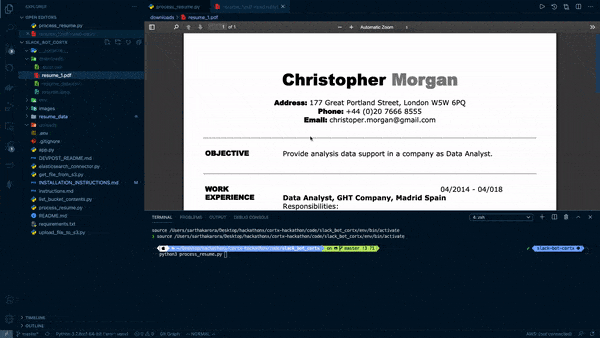 EXPLORER
OPEN EDITORS
process_resume.py
SLACK_BOT_CORTX
downloads
resume_1.pdf
images
resume_data
.env
.gitignore
app.py
DEVPOST_README.md
elasticsearch_connector.py
get_file_from_s3.py
INSTALLATION_INSTRUCTIONS.md
instructions.md
list_bucket_contents.py
process_resume.py
README.md
requirements.txt
upload_file_to_s3.py
TIMELINE
OUTLINE
process_resume.py
downloads > resume_1.pdf
1 of 1
Automatic Zoom
Christopher Morgan
Address: 177 Great Portland Street, London W5W 6PQ
Phone: +44 (0)20 7666 8555
Email: christoper.morgan@gmail.com
OBJECTIVE
Provide analysis data support in a company as Data Analyst.
WORK EXPERIENCE
04/2014 - 04/018
Data Analyst, GHT Company, Madrid Spain
Responsibilities:
TERMINAL PROBLEMS OUTPUT DEBUG CONSOLE
source /Users/sarthakarora/Desktop/hackathons/cortx-hackathon/code/slack_bot_cortx/env/bin/activate
source /Users/sarthakarora/Desktop/hackathons/cortx-hackathon/code/slack_bot_cortx/env/bin/activate
on master
slack-bot-cortx
python3 process_resume.py
-- NORMAL --